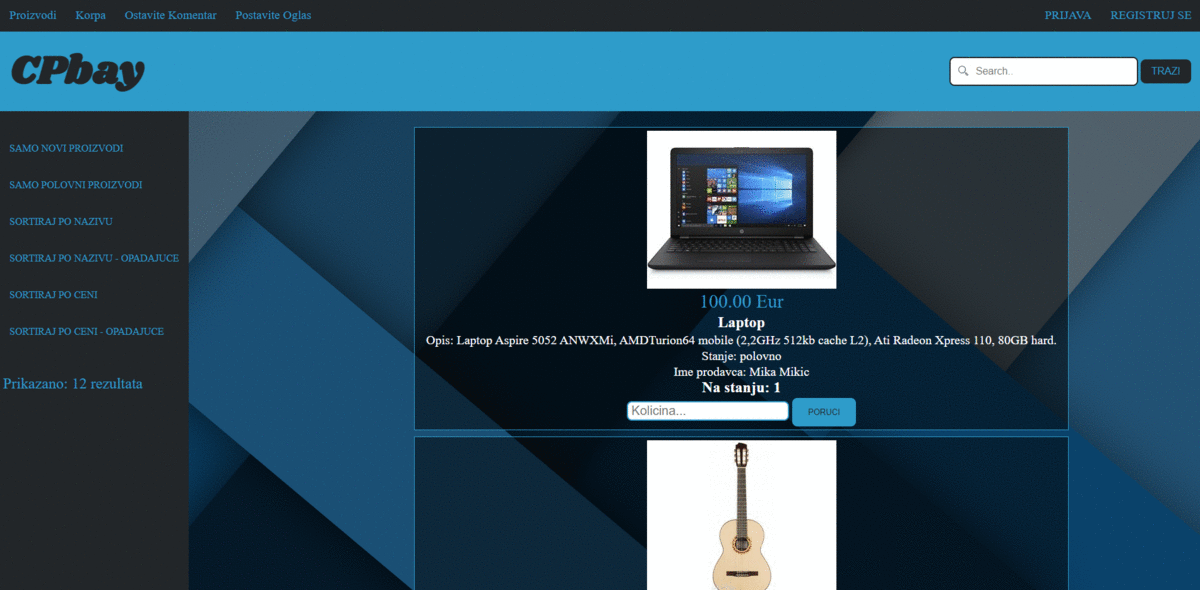 Prodizvodi Korpa Ostavite Komentar Postavite Oglas PRIJAVA REGISTRUJ SE
CPbay
Search.. TRAZI
SAMO NOVI PROIZVODI
SAMO POLOVNI PROIZVODI
SORTIRAJ PO NAZIVU
SORTIRAJ PO NAZIVU - OPADAJUCE
SORTIRAJ PO CENI
SORTIRAJ PO CENI - OPADAJUCE
Prikazano: 12 rezultata
100.00 Eur
Laptop
Opis: Laptop Aspire 5052 ANWXMi, AMDTurion64 mobile (2,2GHz 512kb cache L2), Ati Radeon Xpress 110, 80GB hard.
Stanje: polovno
Ime prodavca: Mika Mikic
Na stanju: 1
Kolicina... PORUCI